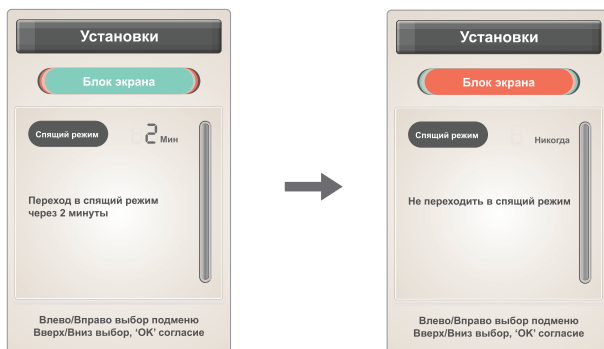 Установки
Блок экрана
Спящий режим 2 Мин
Переход в спящий режим
через 2 минуты
Влево/Вправо выбор подменю
Вверх/Вниз выбор, ‘OK’ согласие
Установки
Блок экрана
Спящий режим Никогда
Не переходить в спящий режим
Влево/Вправо выбор подменю
Вверх/Вниз выбор, ‘OK’ согласие